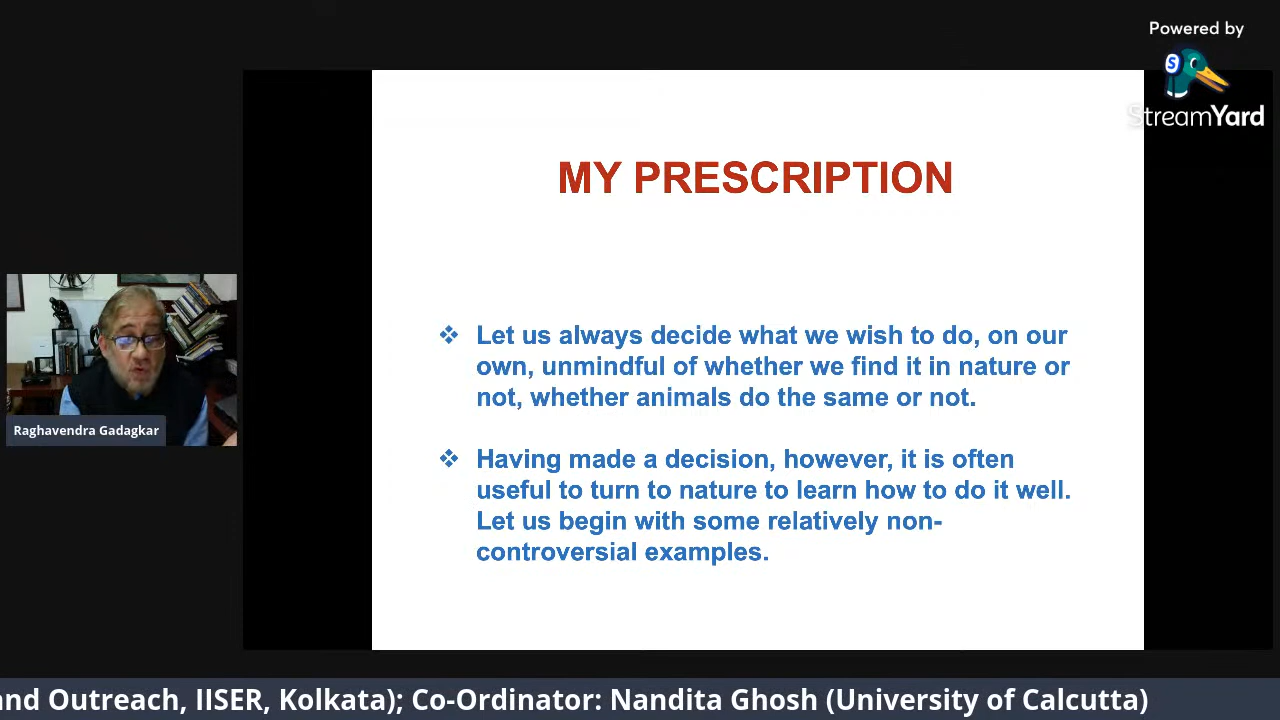 Powered by
StreamYard
MY PRESCRIPTION
Let us always decide what we wish to do, on our
own, unmindful of whether we find it in nature or
not, whether animals do the same or not.
Having made a decision, however, it is often
useful to turn to nature to learn how to do it well.
Let us begin with some relatively non-
controversial examples.
Raghavendra Gadagkar
and Outreach, IISER, Kolkata); Co-Ordinator: Nandita Ghosh (University of Calcutta)